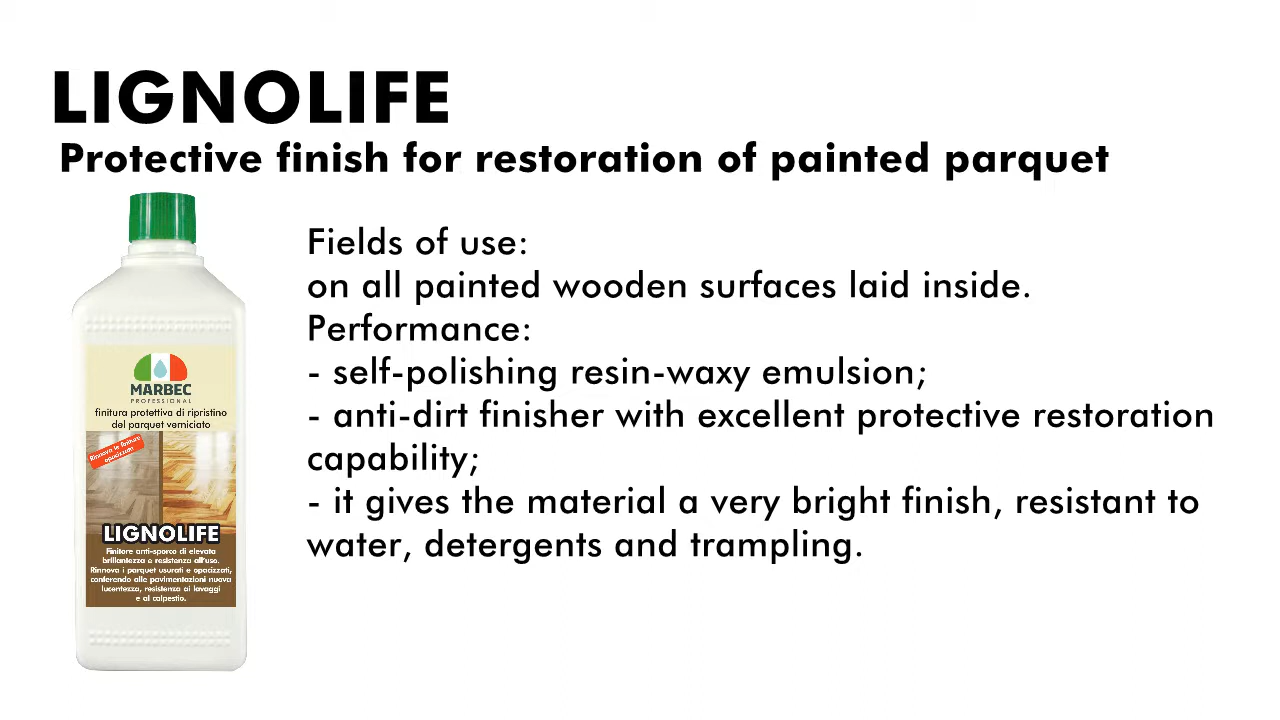 LIGNOLIFE
Protective finish for restoration of painted parquet
Fields of use:
on all painted wooden surfaces laid inside.
Performance:
- self-polishing resin-waxy emulsion;
- anti-dirt finisher with excellent protective restoration
capability;
- it gives the material a very bright finish, resistant to
water, detergents and trampling.
MARBEC
PROFESSIONAL
finitura protettiva di ripristino
del parquet verniciato
Rinnova le finiture
opacizzate
LIGNOLIFE
Finitore anti-sporco di elevata
brillantezza e resistenza all'uso.
Rinnova i parquet usurati e opacizzati,
conferendo alle pavimentazioni nuova
lucentezza, resistenza ai lavaggi
e al calpestio.